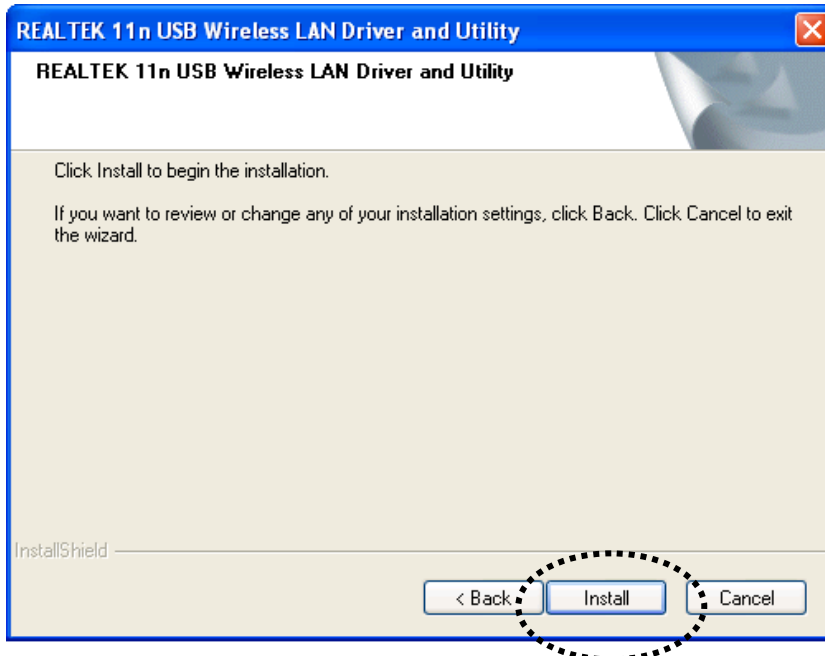 REALTEK 11n USB Wireless LAN Driver and Utility
REALTEK 11n USB Wireless LAN Driver and Utility
Click Install to begin the installation.
If you want to review or change any of your installation settings, click Back. Click Cancel to exit
the wizard.
InstallShield
< Back Install Cancel